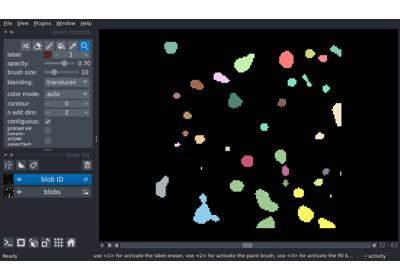 File View Plugins Window Help
layer controls
label: 1
opacity: 0.70
brush size: 10
blending: translucen
color mode: auto
contour: 0
n edit dim: 2
contiguous:
preserve
labels:
show
selected:
layer list
blob ID
blobs
0 32 63
Ready use <1> for activate the label eraser, use <2> for activate the paint brush, use <3> for activate the fill b... activity